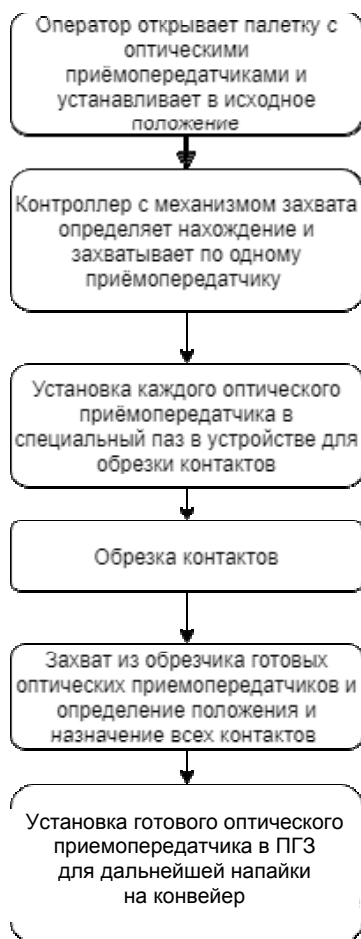 Оператор открывает палетку с
оптическими
приёмопередатчиками и
устанавливает в исходное
положение
Контроллер с механизмом захвата
определяет нахождение и
захватывает по одному
приёмопередатчику
Установка каждого оптического
приёмопередатчика в
специальный паз в устройстве для
обрезки контактов
Обрезка контактов
Захват из обрезчика готовых
оптических приемопередатчиков и
определение положения и
назначение всех контактов
Установка готового оптического
приемопередатчика в ПГЗ
для дальнейшей напайки
на конвейер